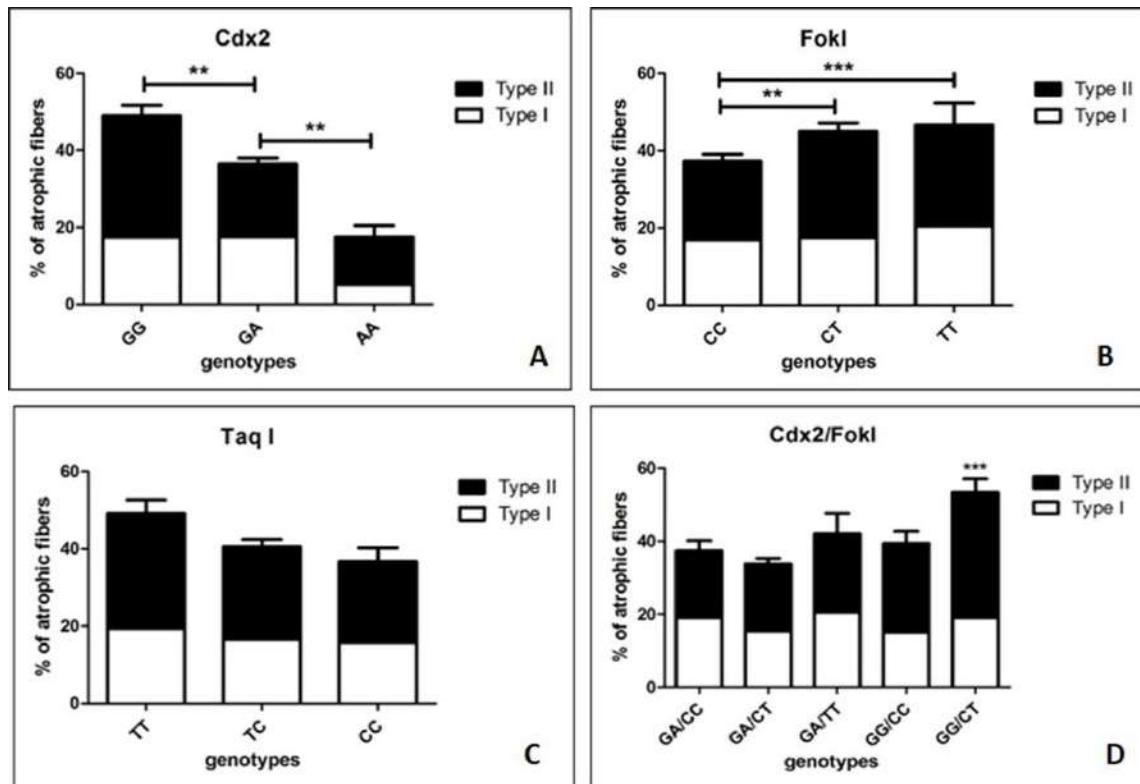 Cdx2
% of atrophic fibers
60
40
20
0
**
**
Type II
Type I
GG
GA
AA
genotypes
A
FokI
% of atrophic fibers
60
40
20
0
***
**
Type II
Type I
CC
CT
TT
genotypes
B
Taq I
% of atrophic fibers
60
40
20
0
Type II
Type I
TT
TC
CC
genotypes
C
Cdx2/FokI
% of atrophic fibers
60
40
20
0
***
Type II
Type I
GA/CC
GA/CT
GA/TT
GG/CC
GG/CT
genotypes
D